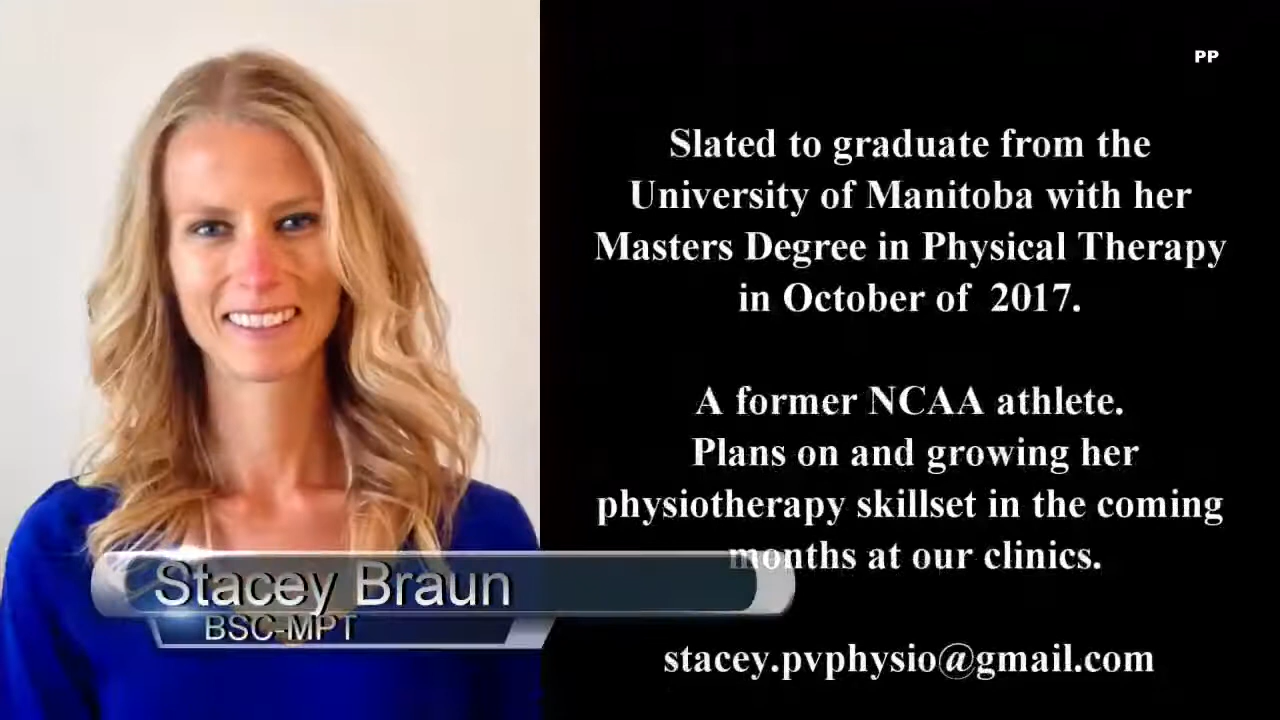 PP
Slated to graduate from the
University of Manitoba with her
Masters Degree in Physical Therapy
in October of 2017.
A former NCAA athlete.
Plans on and growing her
physiotherapy skillset in the coming
months at our clinics.
Stacey Braun
BSC-MPT
stacey.pvphysio@gmail.com